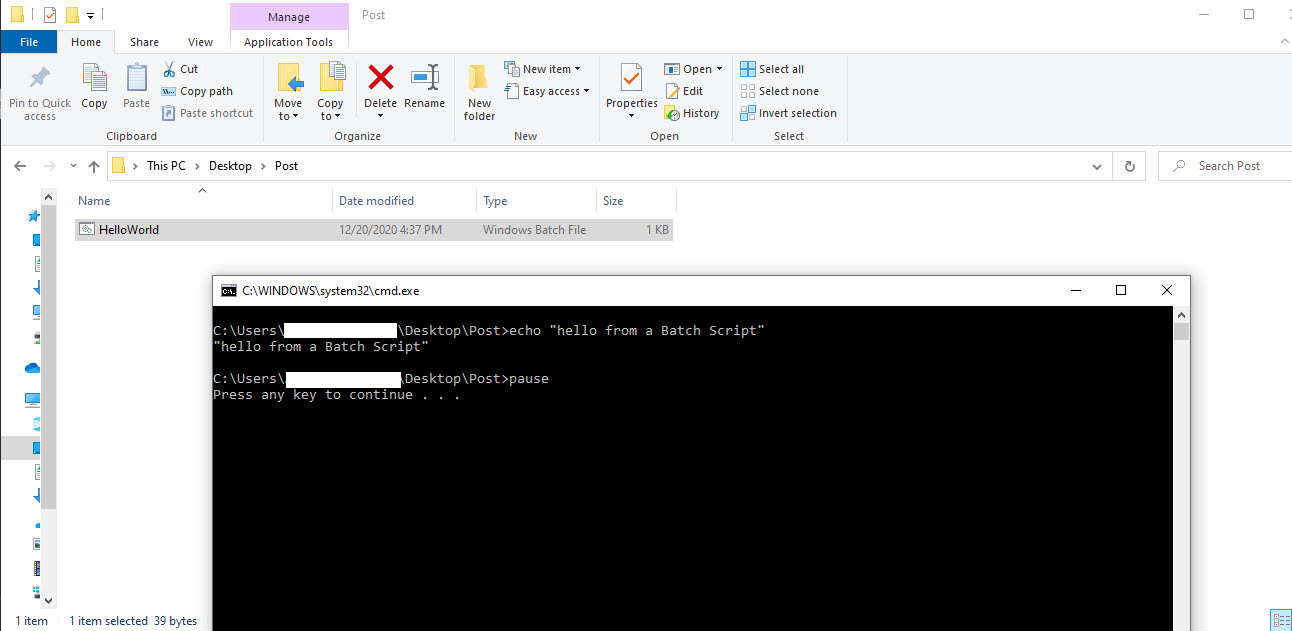 Manage Post
File Home Share View Application Tools
Pin to Quick access
Copy
Paste
Cut
Copy path
Paste shortcut
Clipboard
Move to
Copy to
Delete
Rename
Organize
New folder
New item
Easy access
New
Properties
Open
Edit
History
Open
Select all
Select none
Invert selection
Select
This PC > Desktop > Post
Search Post
Name Date modified Type Size
HelloWorld 12/20/2020 4:37 PM Windows Batch File 1 KB
C:\WINDOWS\system32\cmd.exe
C:\Users\ \Desktop\Post>echo "hello from a Batch Script"
"hello from a Batch Script"
C:\Users\ \Desktop\Post>pause
Press any key to continue . . .
1 item 1 item selected 39 bytes